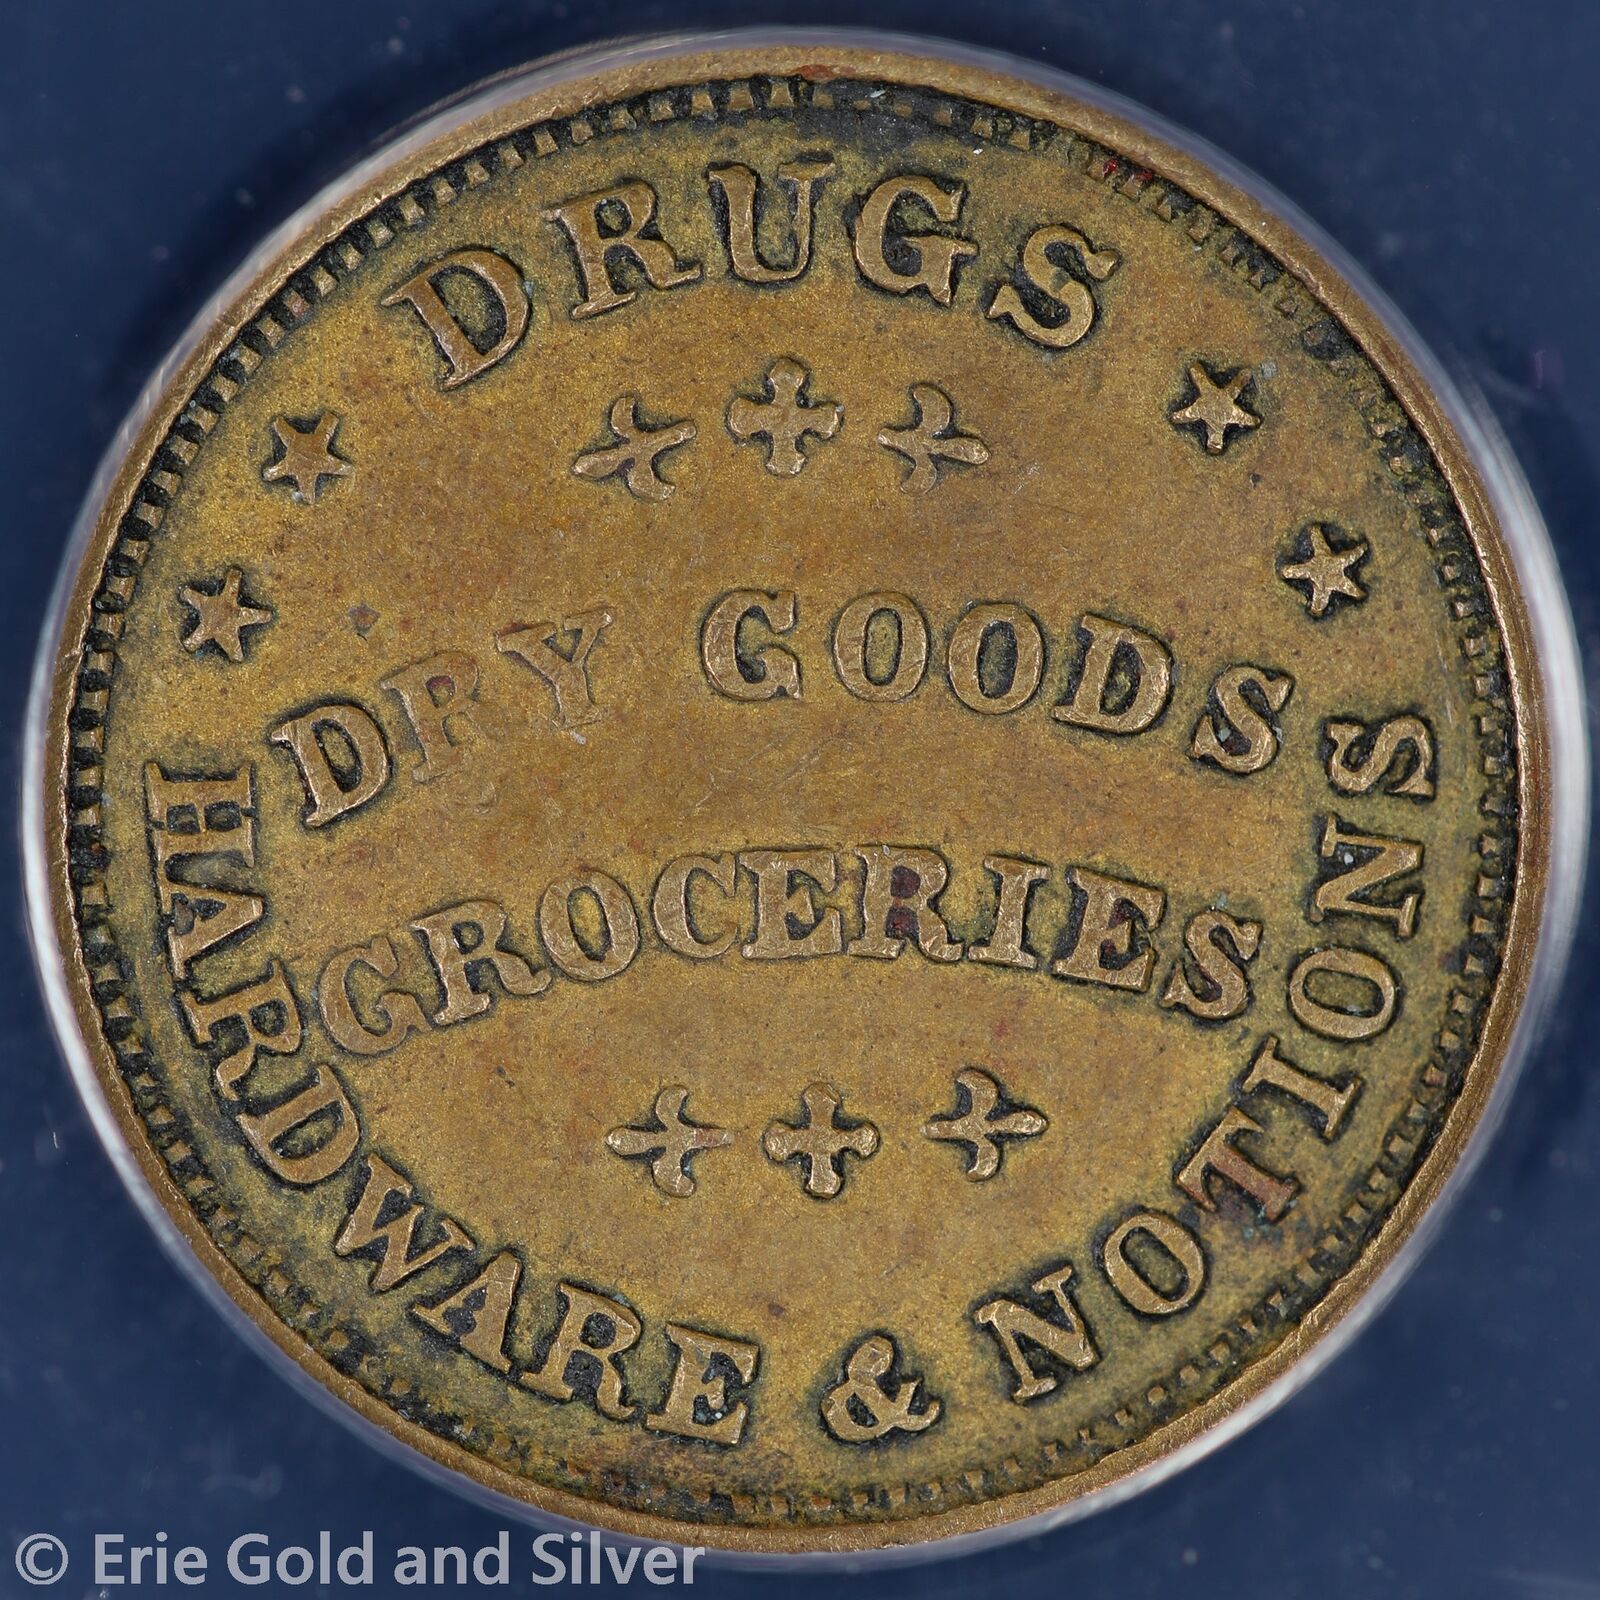 DRUGS
DRY GOODS
GROCERIES
HARDWARE & NOTIONS
© Erie Gold and Silver